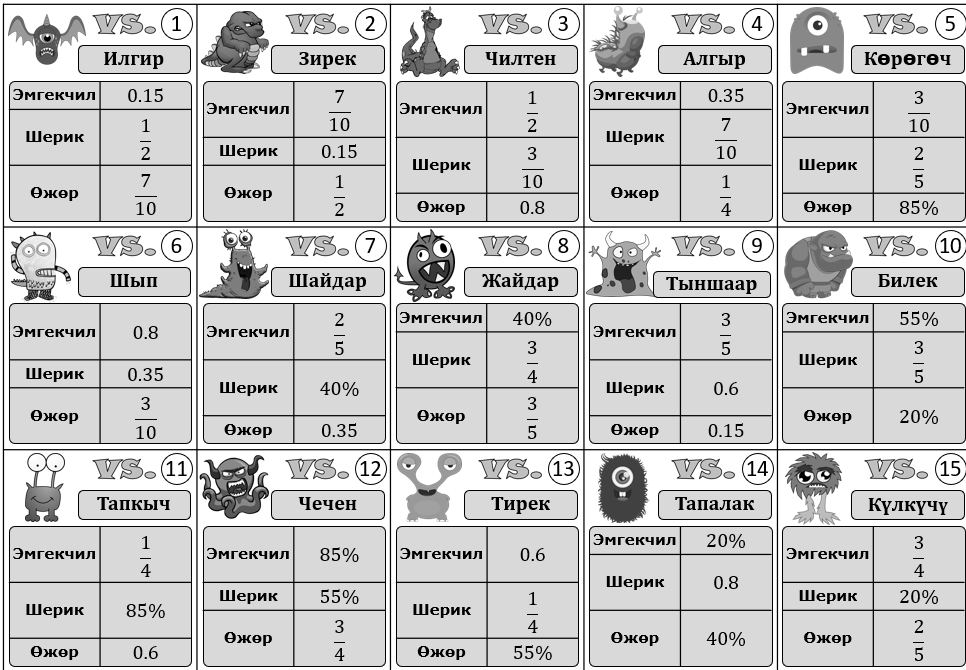 VS. 1
Илгир
Эмгекчил 0.15
Шерик 1/2
Өжөр 7/10
VS. 2
Зирек
Эмгекчил 7/10
Шерик 0.15
Өжөр 1/2
VS. 3
Чилтен
Эмгекчил 1/2
Шерик 3/10
Өжөр 0.8
VS. 4
Алгыр
Эмгекчил 0.35
Шерик 7/10
Өжөр 1/4
VS. 5
Көрөгөч
Эмгекчил 3/10
Шерик 2/5
Өжөр 85%
VS. 6
Шып
Эмгекчил 0.8
Шерик 0.35
Өжөр 3/10
VS. 7
Шайдар
Эмгекчил 2/5
Шерик 40%
Өжөр 0.35
VS. 8
Жайдар
Эмгекчил 40%
Шерик 3/4
Өжөр 3/5
VS. 9
Тыншаар
Эмгекчил 3/5
Шерик 0.6
Өжөр 0.15
VS. 10
Билек
Эмгекчил 55%
Шерик 3/5
Өжөр 20%
VS. 11
Тапкыч
Эмгекчил 1/4
Шерик 85%
Өжөр 0.6
VS. 12
Чечен
Эмгекчил 85%
Шерик 55%
Өжөр 3/4
VS. 13
Тирек
Эмгекчил 0.6
Шерик 1/4
Өжөр 55%
VS. 14
Тапалак
Эмгекчил 20%
Шерик 0.8
Өжөр 40%
VS. 15
Күлкүчү
Эмгекчил 3/4
Шерик 20%
Өжөр 2/5